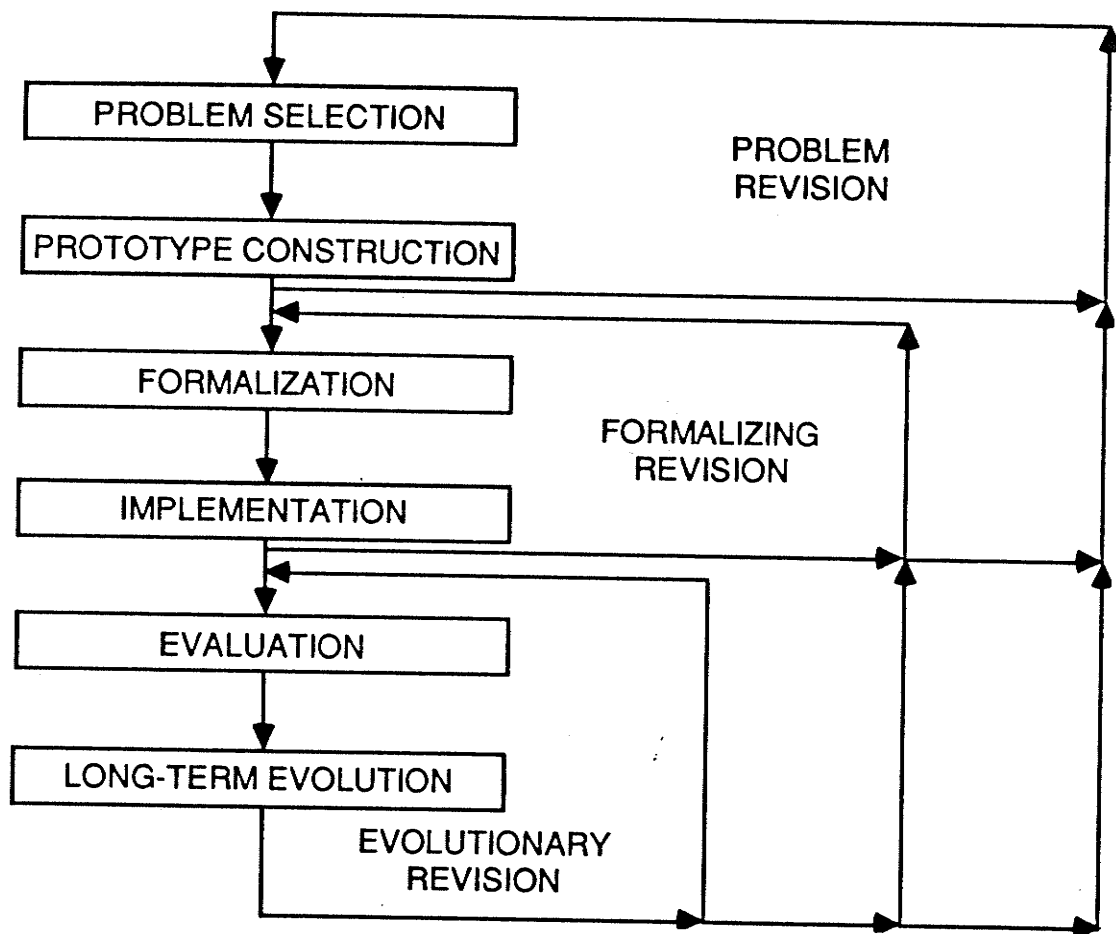 PROBLEM SELECTION
PROBLEM
REVISION
PROTOTYPE CONSTRUCTION
FORMALIZATION
FORMALIZING
REVISION
IMPLEMENTATION
EVALUATION
LONG-TERM EVOLUTION
EVOLUTIONARY
REVISION